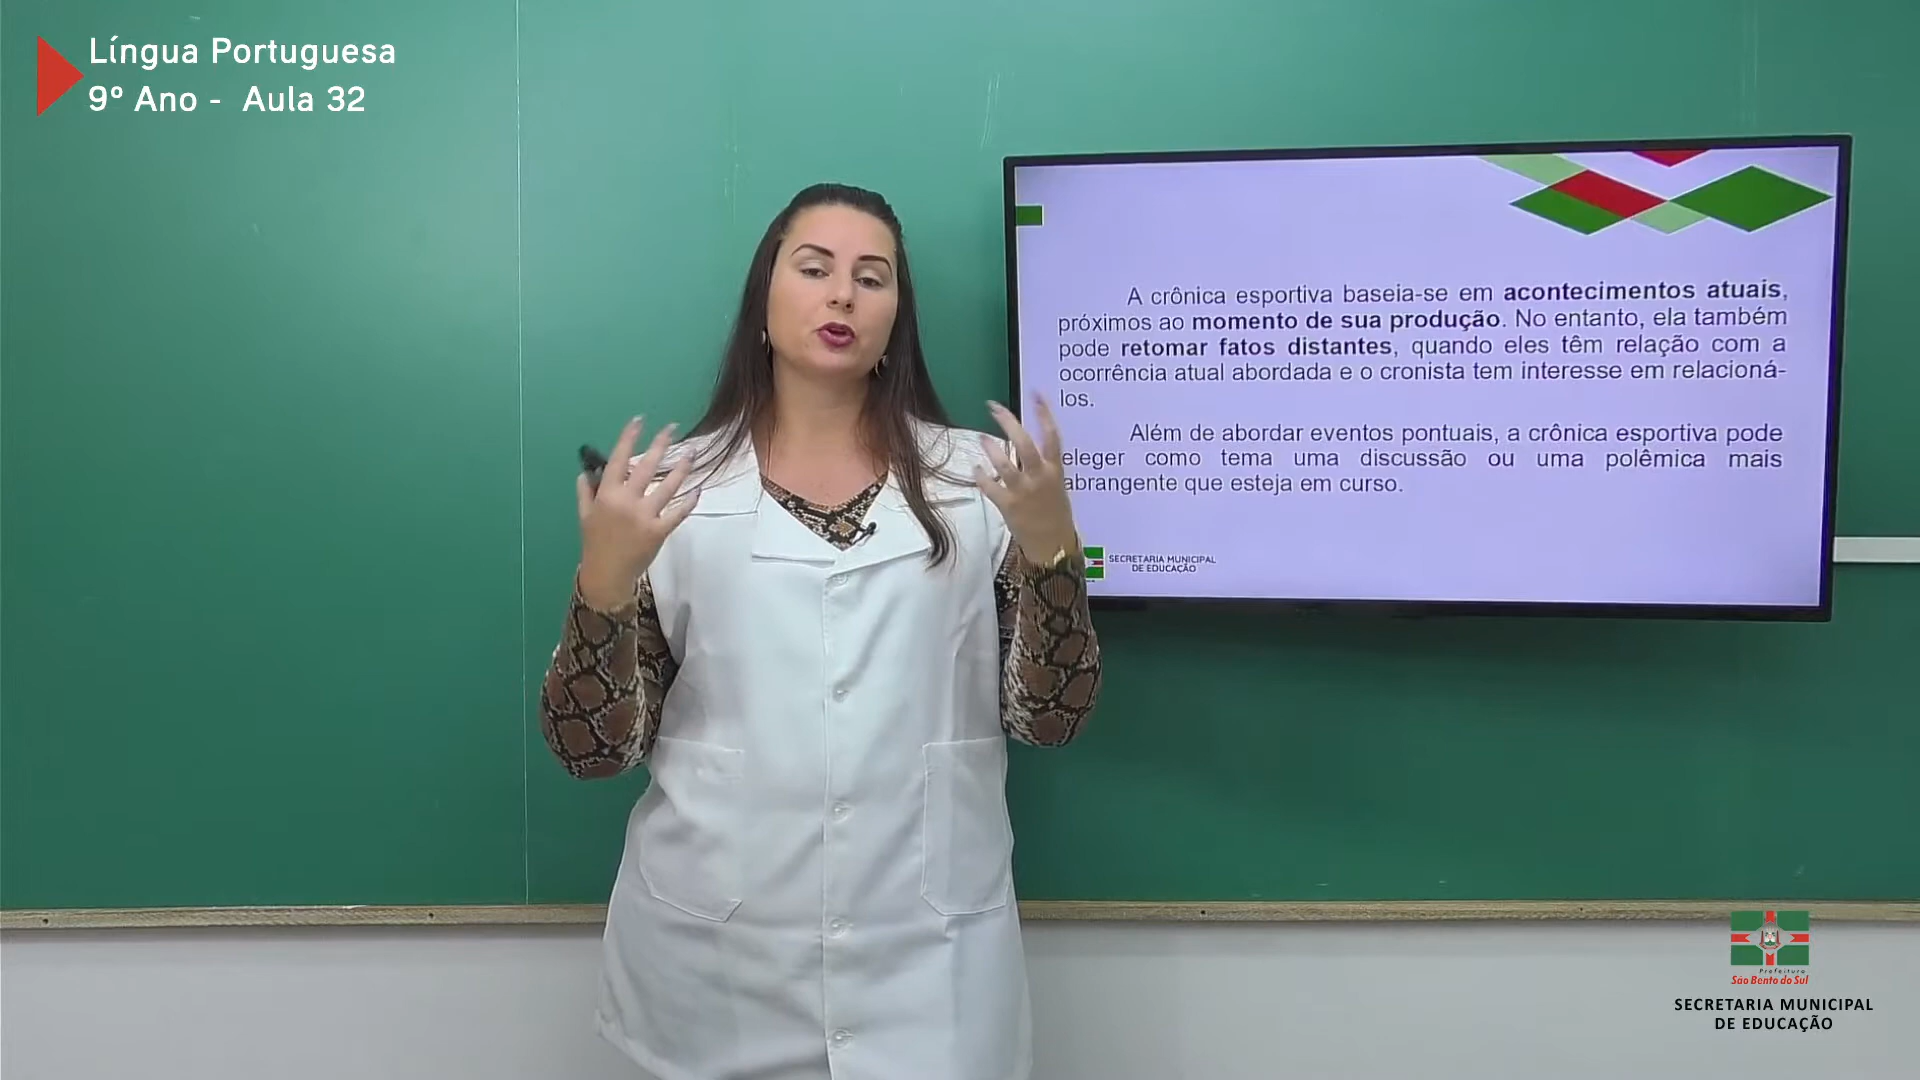 Língua Portuguesa
9º Ano - Aula 32
A crônica esportiva baseia-se em acontecimentos atuais,
próximos ao momento de sua produção. No entanto, ela também
pode retomar fatos distantes, quando eles têm relação com a
ocorrência atual abordada e o cronista tem interesse em relacioná-
los.
Além de abordar eventos pontuais, a crônica esportiva pode
eleger como tema uma discussão ou uma polêmica mais
abrangente que esteja em curso.
SECRETARIA MUNICIPAL
DE EDUCAÇÃO
Prefeitura
São Bento do Sul
SECRETARIA MUNICIPAL
DE EDUCAÇÃO